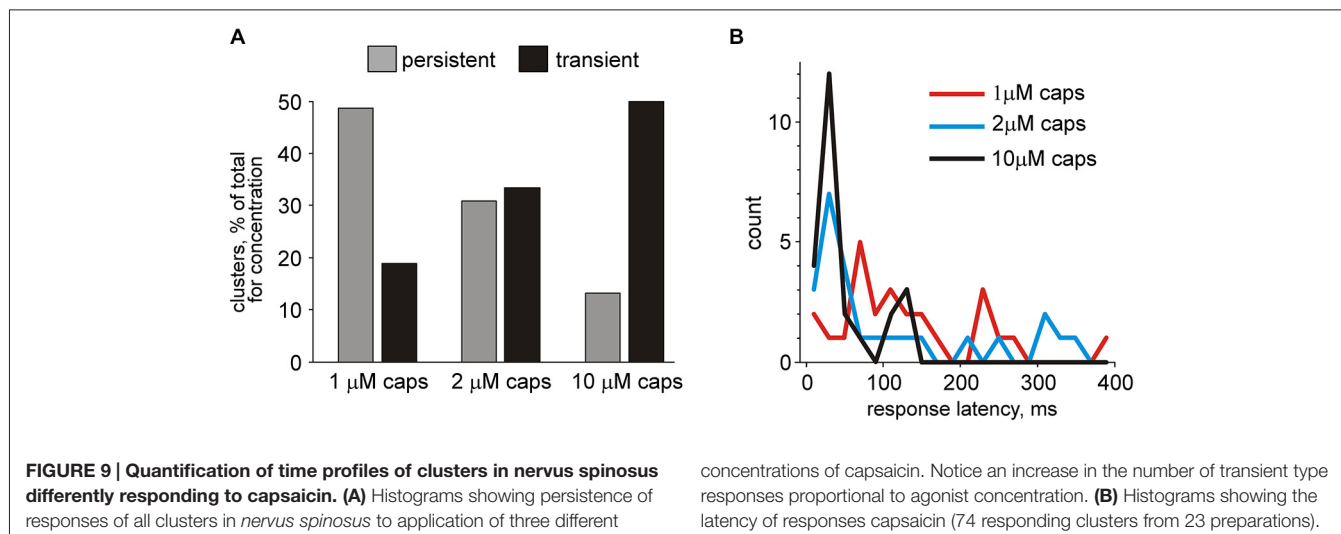 A
persistent
transient
clusters, % of total
for concentration
50
40
30
20
10
0
1 μM caps
2 μM caps
10 μM caps
B
1μM caps
2μM caps
10μM caps
count
10
5
0
0
100
200
300
400
response latency, ms
FIGURE 9 | Quantification of time profiles of clusters in nervus spinosus
differently responding to capsaicin. (A) Histograms showing persistence of
responses of all clusters in nervus spinosus to application of three different
concentrations of capsaicin. Notice an increase in the number of transient type
responses proportional to agonist concentration. (B) Histograms showing the
latency of responses capsaicin (74 responding clusters from 23 preparations).